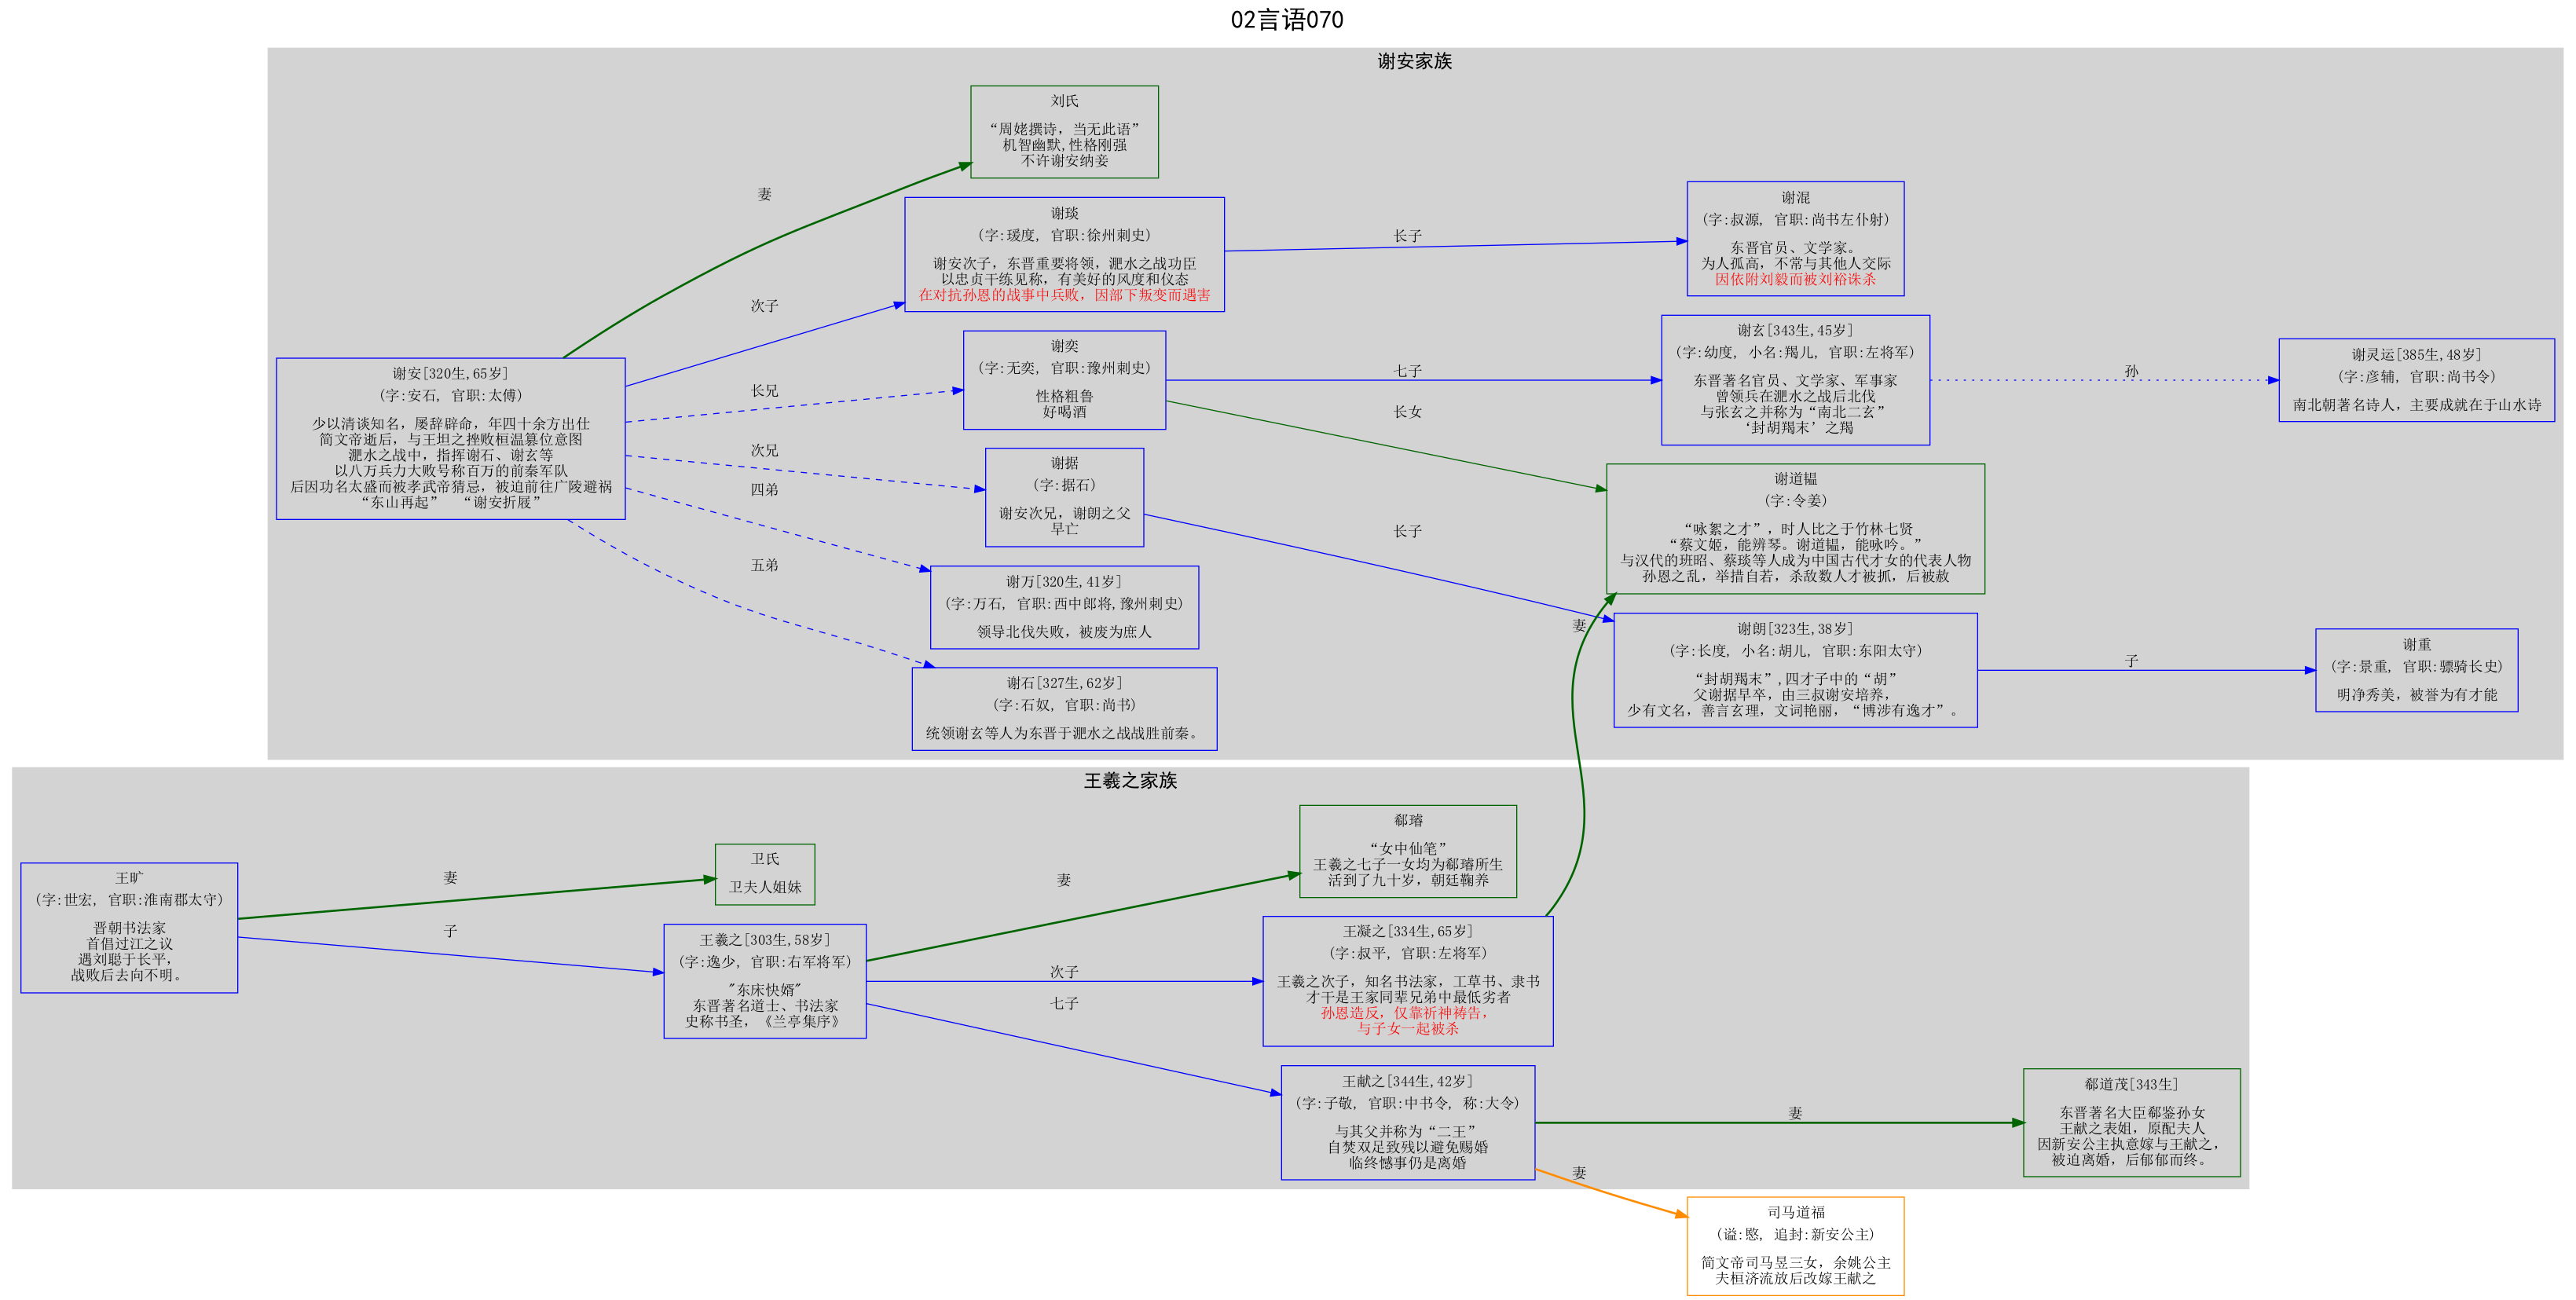 02言语070
谢安家族
刘氏
“周姥撰诗，当无此语”
机智幽默,性格刚强
不许谢安纳妾
妻
谢琰
(字:瑗度, 官职:徐州刺史)
谢安次子，东晋重要将领，淝水之战功臣
以忠贞干练见称，有美好的风度和仪态
在对抗孙恩的战事中兵败，因部下叛变而遇害
次子
长子
谢混
(字:叔源, 官职:尚书左仆射)
东晋官员、文学家。
为人孤高，不常与其他人交际
因依附刘毅而被刘裕诛杀
谢安[320生,65岁]
(字:安石, 官职:太傅)
少以清谈知名，屡辞辟命，年四十余方出仕
简文帝逝后，与王坦之挫败桓温篡位意图
淝水之战中，指挥谢石、谢玄等
以八万兵力大败号称百万的前秦军队
后因功名太盛而被孝武帝猜忌，被迫前往广陵避祸
“东山再起” “谢安折屐”
长兄
谢奕
(字:无奕, 官职:豫州刺史)
性格粗鲁
好喝酒
七子
长女
谢玄[343生,45岁]
(字:幼度, 小名:羯儿, 官职:左将军)
东晋著名官员、文学家、军事家
曾领兵在淝水之战后北伐
与张玄之并称为“南北二玄”
‘封胡羯末’之羯
孙
谢灵运[385生,48岁]
(字:彦辅, 官职:尚书令)
南北朝著名诗人，主要成就在于山水诗
次兄
谢据
(字:据石)
谢安次兄，谢朗之父
早亡
长子
谢道韫
(字:令姜)
“咏絮之才”，时人比之于竹林七贤
“蔡文姬，能辨琴。谢道韫，能咏吟。”
与汉代的班昭、蔡琰等人成为中国古代才女的代表人物
孙恩之乱，举措自若，杀敌数人才被抓，后被赦
四弟
谢万[320生,41岁]
(字:万石, 官职:西中郎将,豫州刺史)
领导北伐失败，被废为庶人
五弟
谢石[327生,62岁]
(字:石奴, 官职:尚书)
统领谢玄等人为东晋于淝水之战战胜前秦。
妻
谢朗[323生,38岁]
(字:长度, 小名:胡儿, 官职:东阳太守)
“封胡羯末”,四才子中的“胡”
父谢据早卒，由三叔谢安培养，
少有文名，善言玄理，文词艳丽，“博涉有逸才”。
子
谢重
(字:景重, 官职:骠骑长史)
明净秀美，被誉为有才能
王羲之家族
王旷
(字:世宏, 官职:淮南郡太守)
晋朝书法家
首倡过江之议
遇刘聪于长平，
战败后去向不明。
妻
卫氏
卫夫人姐妹
子
王羲之[303生,58岁]
(字:逸少, 官职:右军将军)
"东床快婿"
东晋著名道士、书法家
史称书圣，《兰亭集序》
妻
郗璿
“女中仙笔”
王羲之七子一女均为郗璿所生
活到了九十岁，朝廷鞠养
次子
王凝之[334生,65岁]
(字:叔平, 官职:左将军)
王羲之次子，知名书法家，工草书、隶书
才干是王家同辈兄弟中最低劣者
孙恩造反，仅靠祈神祷告，
与子女一起被杀
七子
王献之[344生,42岁]
(字:子敬, 官职:中书令, 称:大令)
与其父并称为“二王”
自焚双足致残以避免赐婚
临终憾事仍是离婚
妻
郗道茂[343生]
东晋著名大臣郗鉴孙女
王献之表姐，原配夫人
因新安公主执意嫁与王献之，
被迫离婚，后郁郁而终。
妻
司马道福
(谥:愍, 追封:新安公主)
简文帝司马昱三女，余姚公主
夫桓济流放后改嫁王献之